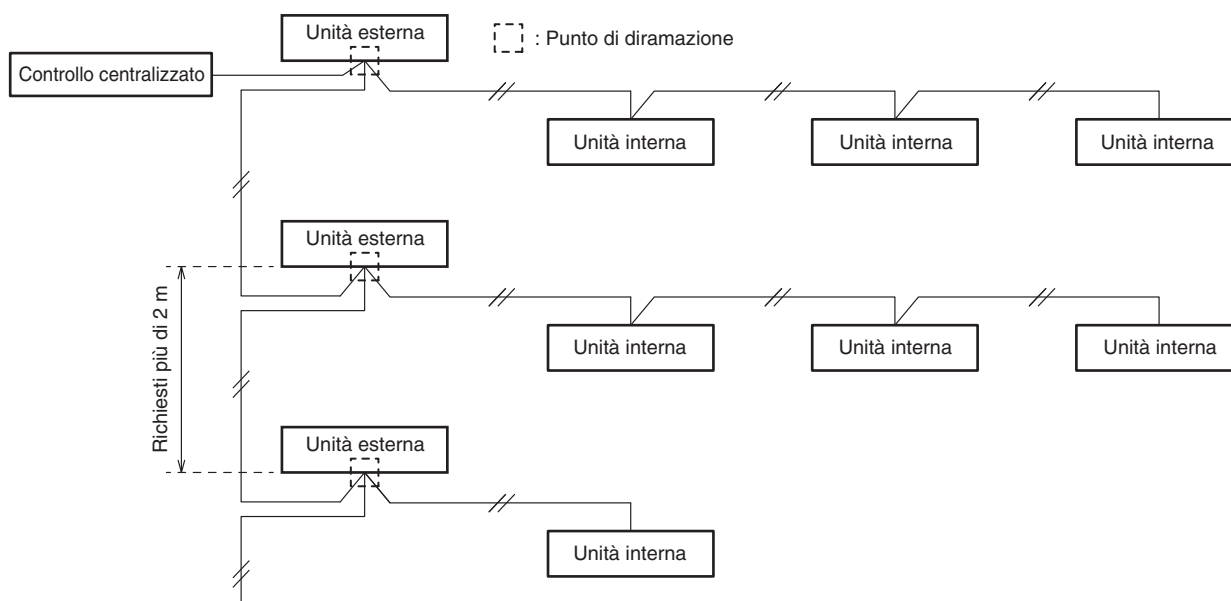 Unità esterna
: Punto di diramazione
Controllo centralizzato
Unità interna
Unità interna
Unità interna
Unità esterna
Richiesti più di 2 m
Unità interna
Unità interna
Unità interna
Unità esterna
Unità interna